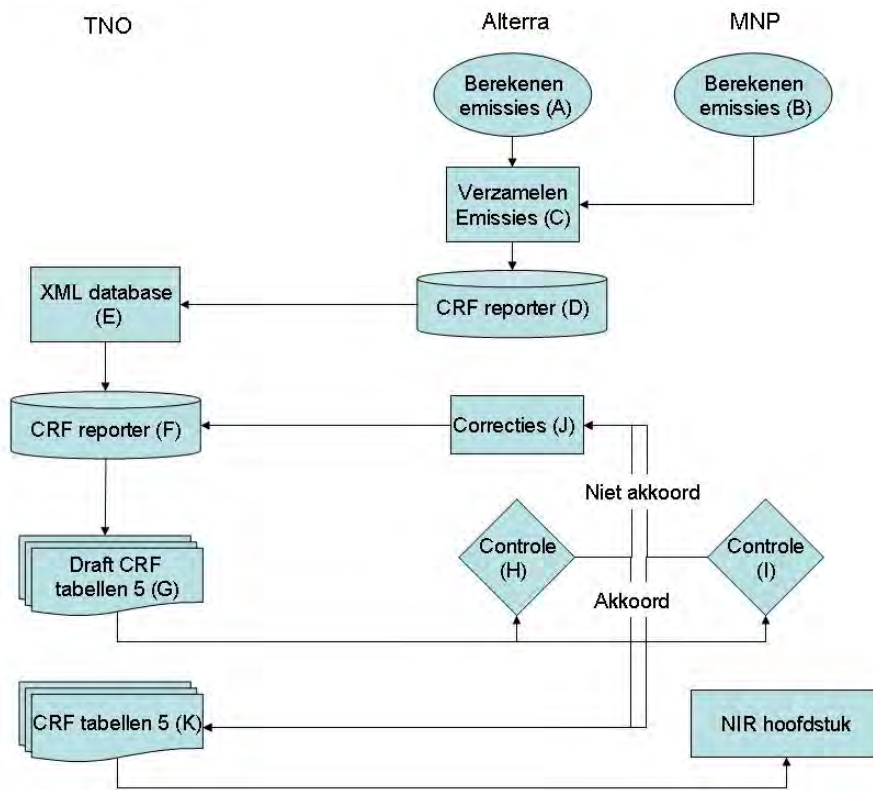 TNO
Alterra
MNP
Berekenen
emissies (A)
Berekenen
emissies (B)
Verzamelen
Emissies (C)
XML database
(E)
CRF reporter (D)
CRF reporter (F)
Correcties (J)
Niet akkoord
Draft CRF
tabellen 5 (G)
Controle
(H)
Controle
(I)
Akkoord
CRF tabellen 5 (K)
NIR hoofdstuk